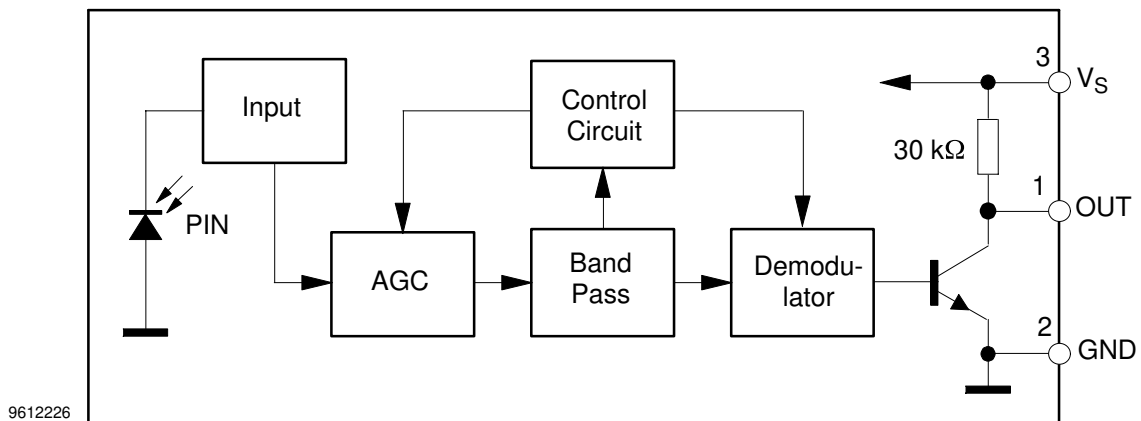 Input
Control
Circuit
3
V_S
30 kΩ
1
OUT
PIN
AGC
Band
Pass
Demodu-
lator
2
GND
9612226